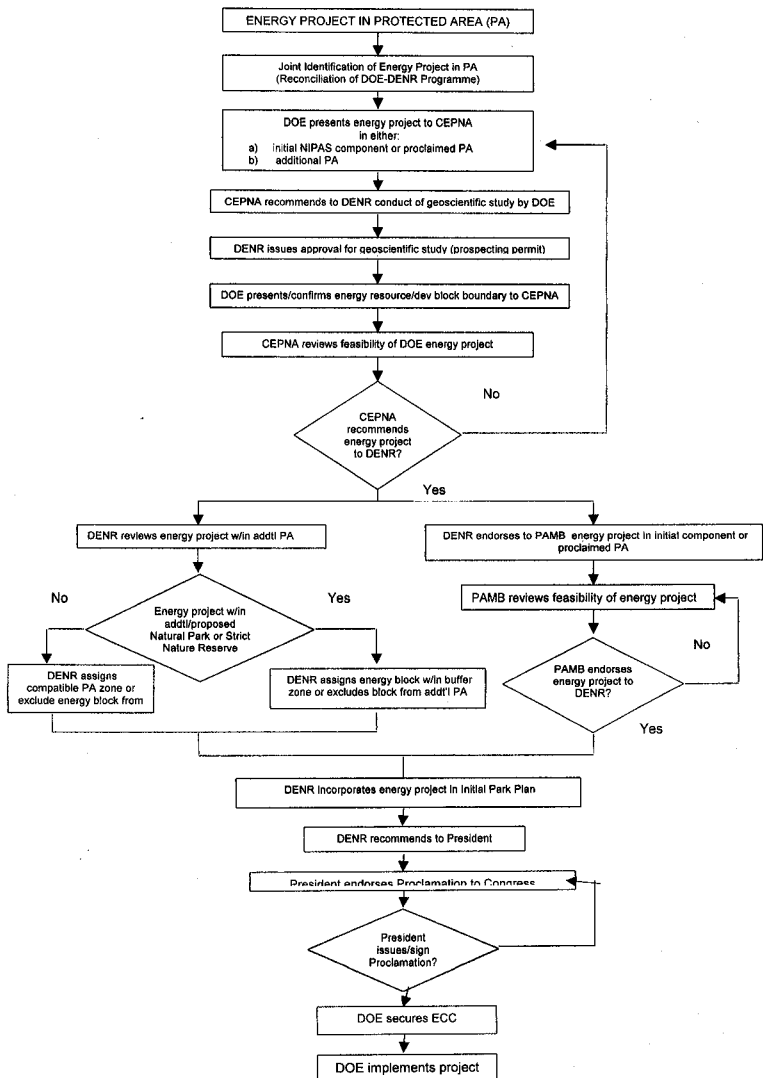 ENERGY PROJECT IN PROTECTED AREA (PA)
Joint Identification of Energy Project in PA
(Reconciliation of DOE-DENR Programme)
DOE presents energy project to CEPNA
in either:
a) initial NIPAS component or proclaimed PA
b) additional PA
CEPNA recommends to DENR conduct of geoscientific study by DOE
DENR issues approval for geoscientific study (prospecting permit)
DOE presents/confirms energy resource/dev block boundary to CEPNA
CEPNA reviews feasibility of DOE energy project
No
CEPNA
recommends
energy project
to DENR?
Yes
DENR reviews energy project w/in addtl PA
DENR endorses to PAMB energy project in initial component or
proclaimed PA
No
Energy project w/in
addtl/proposed
Natural Park or Strict
Nature Reserve
Yes
PAMB reviews feasibility of energy project
No
DENR assigns
compatible PA zone or
exclude energy block from
DENR assigns energy block w/in buffer
zone or excludes block from addt'l PA
PAMB endorses
energy project to
DENR?
Yes
DENR incorporates energy project in Initial Park Plan
DENR recommends to President
President endorses Proclamation to Congress
President
issues/sign
Proclamation?
DOE secures ECC
DOE implements project